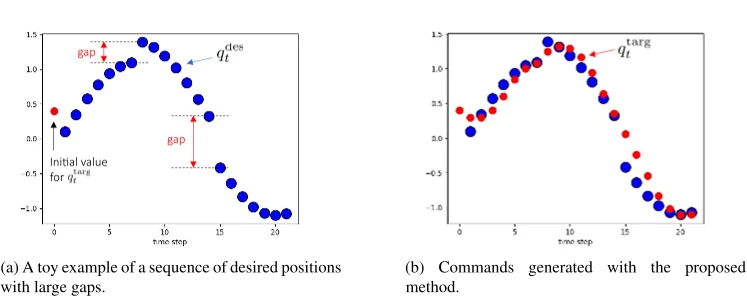 1.5
1.0
0.5
0.0
−0.5
−1.0
0 5 10 15 20
time step
gap
q_t^des
gap
Initial value
for q_t^targ
(a) A toy example of a sequence of desired positions
with large gaps.
1.5
1.0
0.5
0.0
−0.5
−1.0
0 5 10 15 20
time step
q_t^targ
(b) Commands generated with the proposed
method.